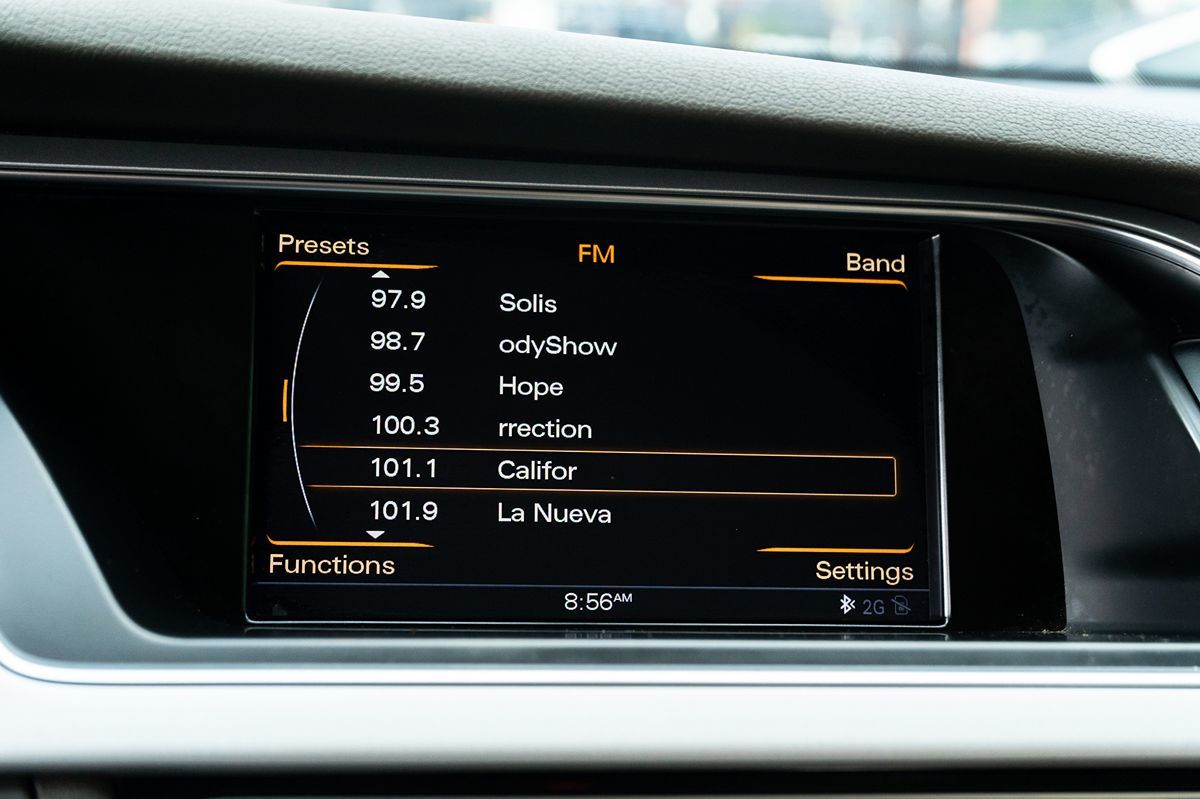 Presets FM Band
97.9 Solis
98.7 odyShow
99.5 Hope
100.3 rrection
101.1 Califor
101.9 La Nueva
Functions Settings
8:56AM 2G